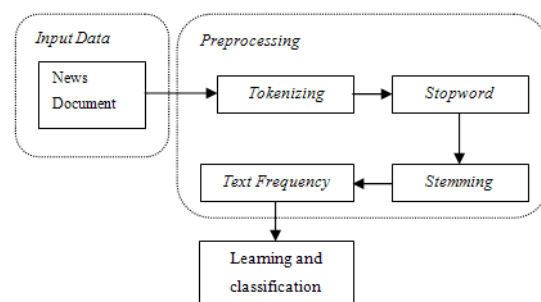 Input Data
Preprocessing
News
Document
Tokenizing
Stopword
Text Frequency
Stemming
Learning and
classification